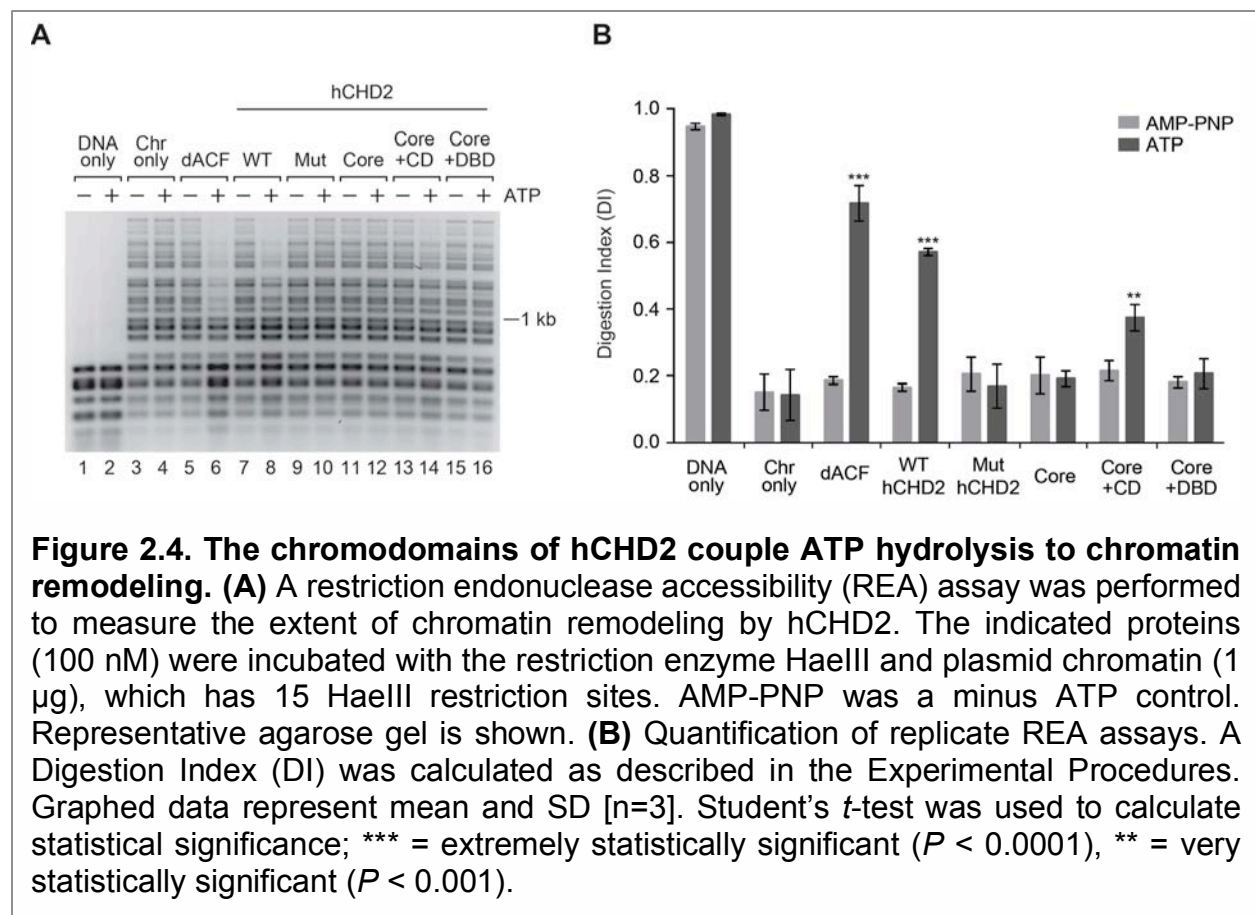 A
hCHD2
DNA only
Chr only
dACF
WT
Mut
Core
Core +CD
Core +DBD
− + − + − + − + − + − + − + − + ATP
1 kb
1 2 3 4 5 6 7 8 9 10 11 12 13 14 15 16
B
Digestion Index (DI)
1.0
0.8
0.6
0.4
0.2
0.0
AMP-PNP
ATP
***
***
**
DNA only
Chr only
dACF
WT hCHD2
Mut hCHD2
Core
Core +CD
Core +DBD
Figure 2.4. The chromodomains of hCHD2 couple ATP hydrolysis to chromatin
remodeling. (A) A restriction endonuclease accessibility (REA) assay was performed
to measure the extent of chromatin remodeling by hCHD2. The indicated proteins
(100 nM) were incubated with the restriction enzyme HaeIII and plasmid chromatin (1
µg), which has 15 HaeIII restriction sites. AMP-PNP was a minus ATP control.
Representative agarose gel is shown. (B) Quantification of replicate REA assays. A
Digestion Index (DI) was calculated as described in the Experimental Procedures.
Graphed data represent mean and SD [n=3]. Student’s t-test was used to calculate
statistical significance; *** = extremely statistically significant (P < 0.0001), ** = very
statistically significant (P < 0.001).